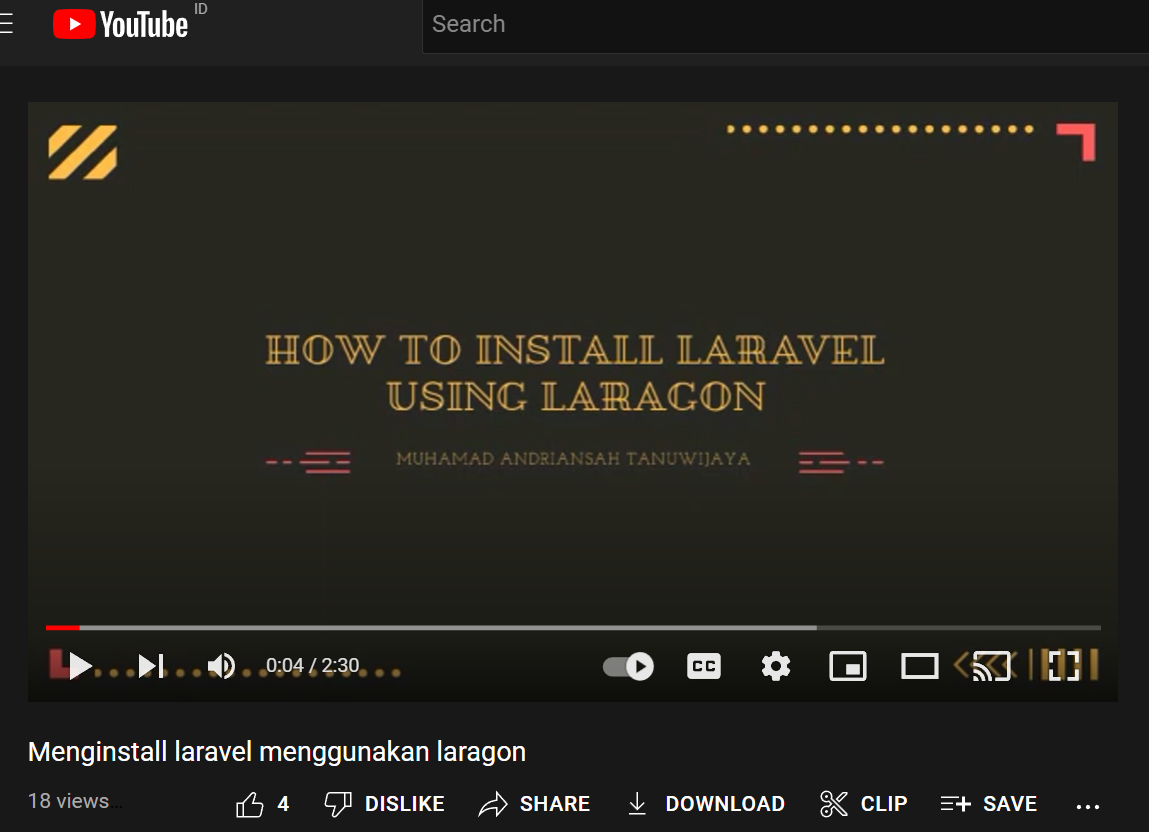 YouTube ID
Search
HOW TO INSTALL LARAVEL
USING LARAGON
MUHAMAD ANDRIANSAH TANUWIJAYA
0:04 / 2:30
CC
Menginstall laravel menggunakan laragon
18 views...
4 DISLIKE SHARE DOWNLOAD CLIP SAVE